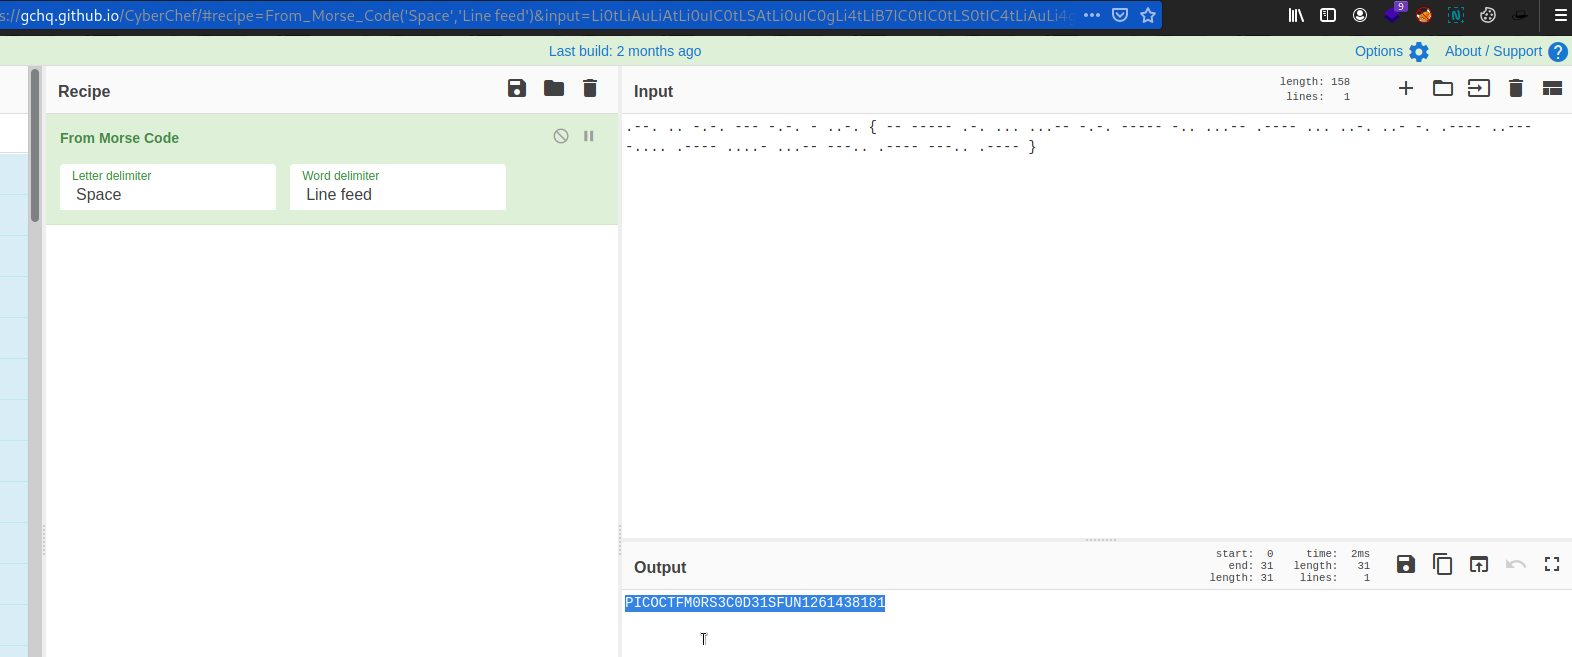 s://gchq.github.io/CyberChef/#recipe=From_Morse_Code('Space','Line feed')&input=Li0tLiAuLiAtLi0uIC0tLSAtLi0uIC0gLi4tLiB7IC0tIC0tLS0tIC4tLiAuLi4g
9
Last build: 2 months ago
Options
About / Support
Recipe
From Morse Code
Letter delimiter
Space
Word delimiter
Line feed
Input
length: 158
lines: 1
.--. .. -.-. --- -.-. - ..-. { -- ----- .-. ... ...-- -.-. ----- -.. ...-- .---- ... ..-. ..- -. .---- ..---
-.... .---- ....- ...-- ---.. .---- ---.. .---- }
Output
start: 0 time: 2ms
end: 31 length: 31
length: 31 lines: 1
PICOCTFM0RS3C0D31SFUN1261438181